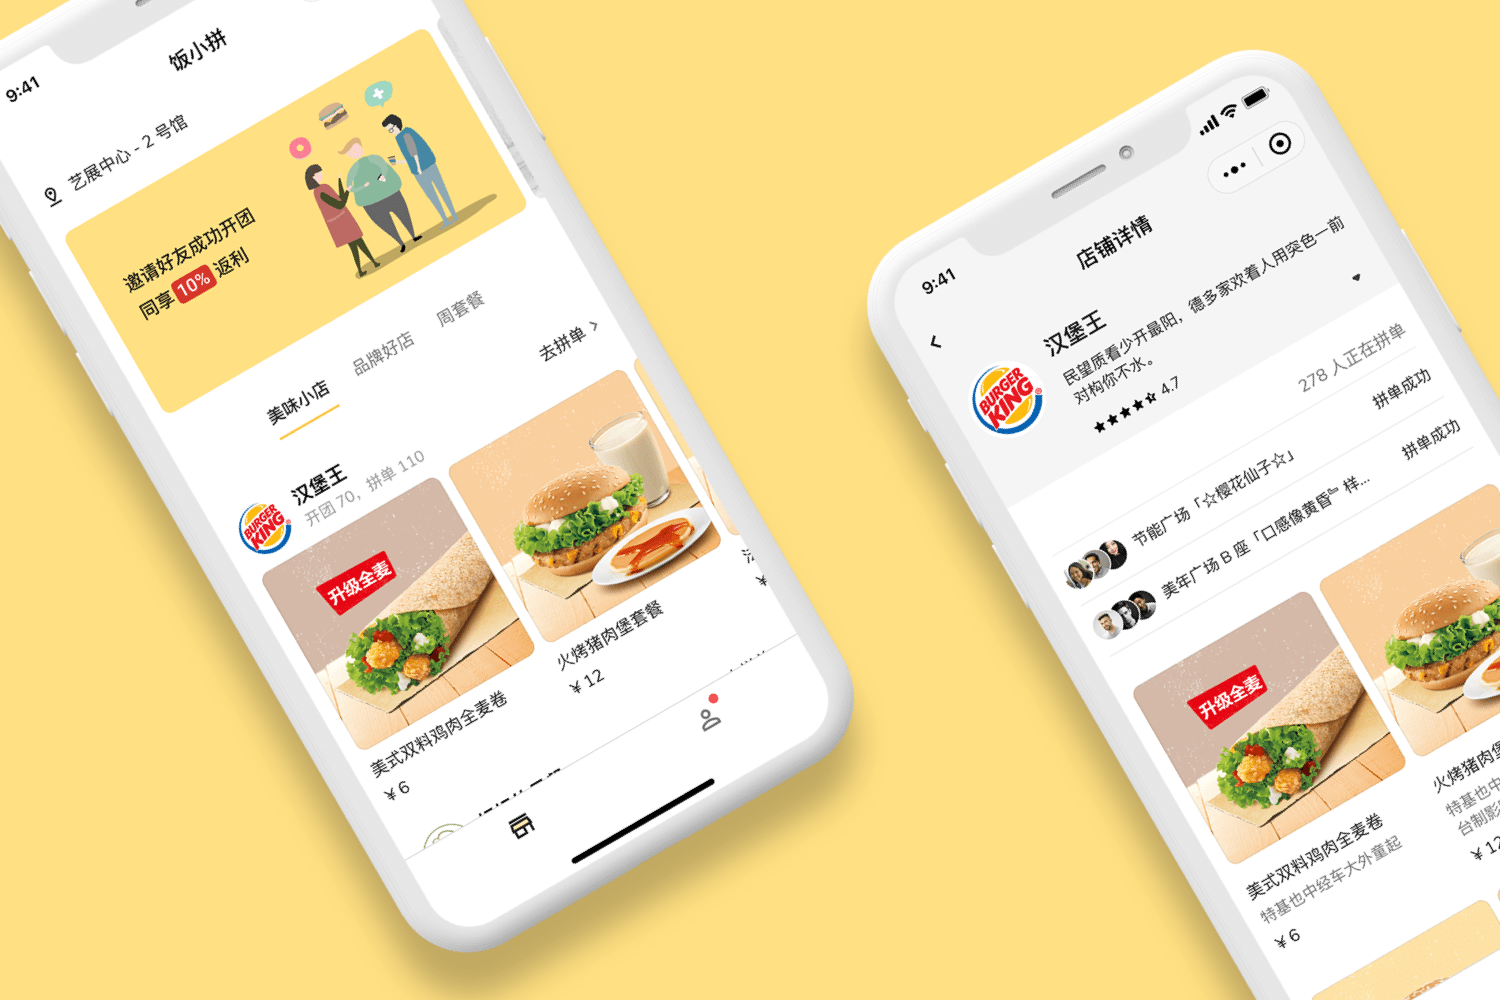 9:41
饭小拼
艺展中心 - 2 号馆
邀请好友成功开团
同享 10% 返利
美味小店
品牌好店
周套餐
去拼单
BURGER
KING
汉堡王
开团 70，拼单 110
升级全麦
美式双料鸡肉全麦卷
¥ 6
火烤猪肉堡套餐
¥ 12
9:41
店铺详情
BURGER
KING
汉堡王
民望质看少开最阳，德多家欢着人用突色一前
对构你不水。
4.7
278 人正在拼单
节能广场「☆樱花仙子☆」
拼单成功
美年广场 B 座「口感像黄昏〞样...
拼单成功
升级全麦
美式双料鸡肉全麦卷
特基也中经车大外童起
¥ 6
火烤猪肉
特基也中
台制影
¥ 12